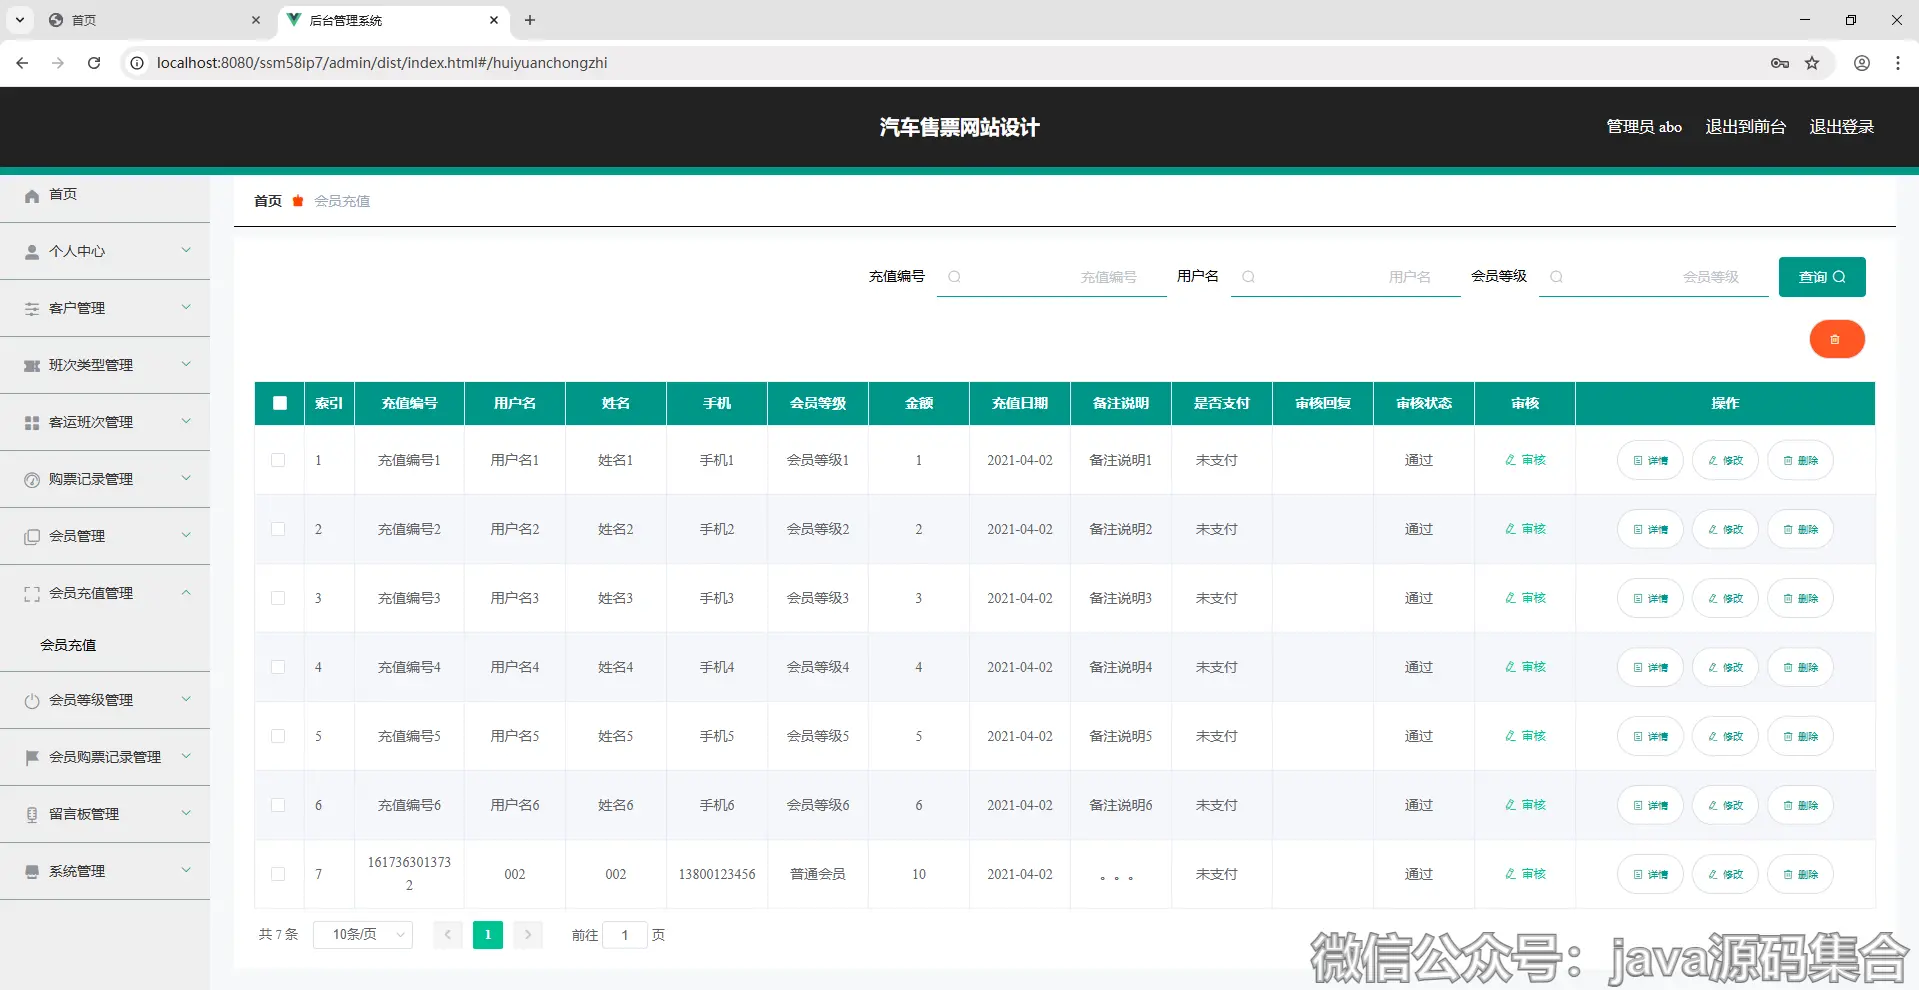 首页
后台管理系统
localhost:8080/ssm58ip7/admin/dist/index.html#/huiyuanchongzhi
汽车售票网站设计
管理员 abo 退出到前台 退出登录
首页
个人中心
客户管理
班次类型管理
客运班次管理
购票记录管理
会员管理
会员充值管理
会员充值
会员等级管理
会员购票记录管理
留言板管理
系统管理
首页 会员充值
充值编号 充值编号 用户名 用户名 会员等级 会员等级 查询
索引 充值编号 用户名 姓名 手机 会员等级 金额 充值日期 备注说明 是否支付 审核回复 审核状态 审核 操作
1 充值编号1 用户名1 姓名1 手机1 会员等级1 1 2021-04-02 备注说明1 未支付 通过 审核 详情 修改 删除
2 充值编号2 用户名2 姓名2 手机2 会员等级2 2 2021-04-02 备注说明2 未支付 通过 审核 详情 修改 删除
3 充值编号3 用户名3 姓名3 手机3 会员等级3 3 2021-04-02 备注说明3 未支付 通过 审核 详情 修改 删除
4 充值编号4 用户名4 姓名4 手机4 会员等级4 4 2021-04-02 备注说明4 未支付 通过 审核 详情 修改 删除
5 充值编号5 用户名5 姓名5 手机5 会员等级5 5 2021-04-02 备注说明5 未支付 通过 审核 详情 修改 删除
6 充值编号6 用户名6 姓名6 手机6 会员等级6 6 2021-04-02 备注说明6 未支付 通过 审核 详情 修改 删除
7 1617363013732 002 002 13800123456 普通会员 10 2021-04-02 。。。 未支付 通过 审核 详情 修改 删除
共 7 条 10条/页 1 前往 1 页
微信公众号：java源码集合